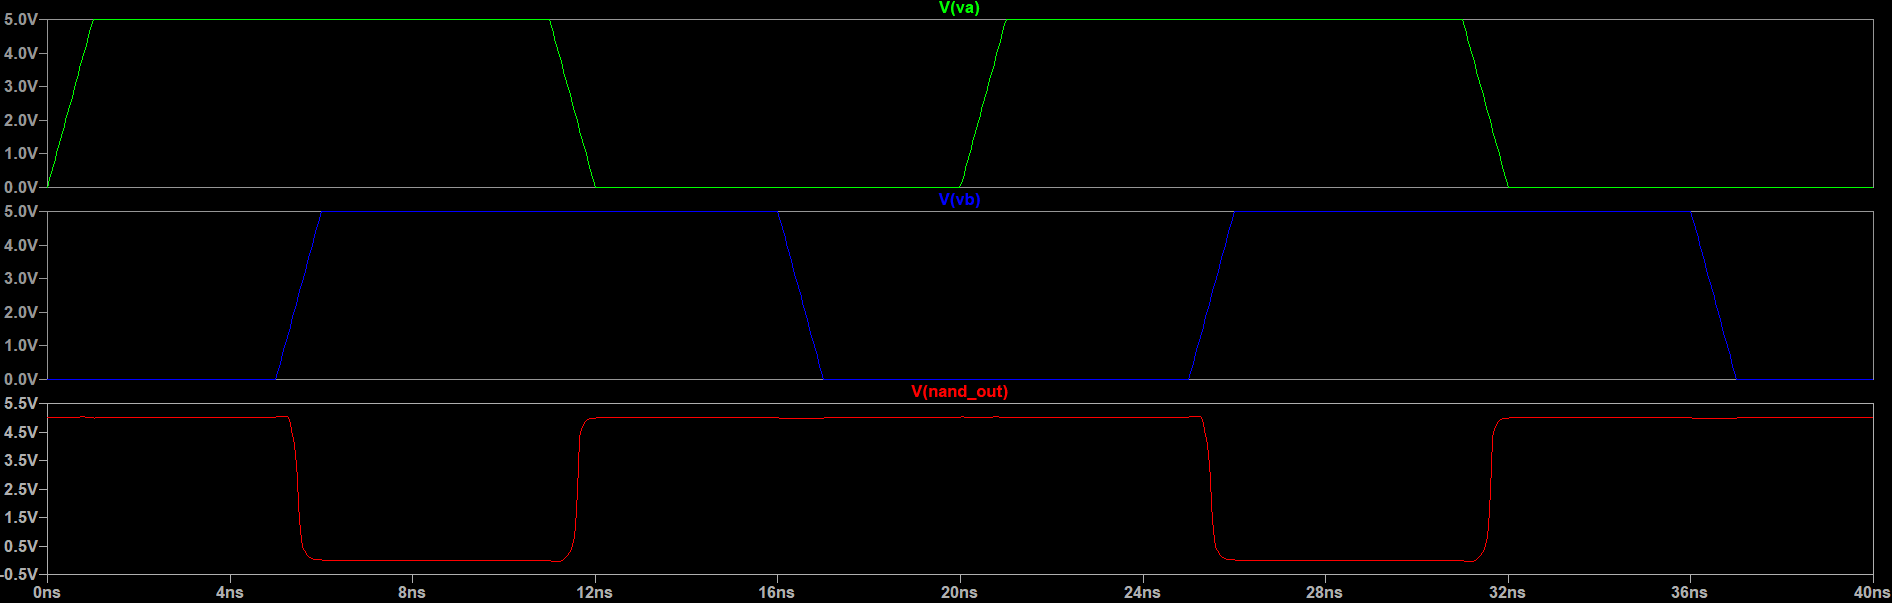 V(va)
5.0V
4.0V
3.0V
2.0V
1.0V
0.0V
V(vb)
5.0V
4.0V
3.0V
2.0V
1.0V
0.0V
V(nand_out)
5.5V
4.5V
3.5V
2.5V
1.5V
0.5V
-0.5V
0ns 4ns 8ns 12ns 16ns 20ns 24ns 28ns 32ns 36ns 40ns